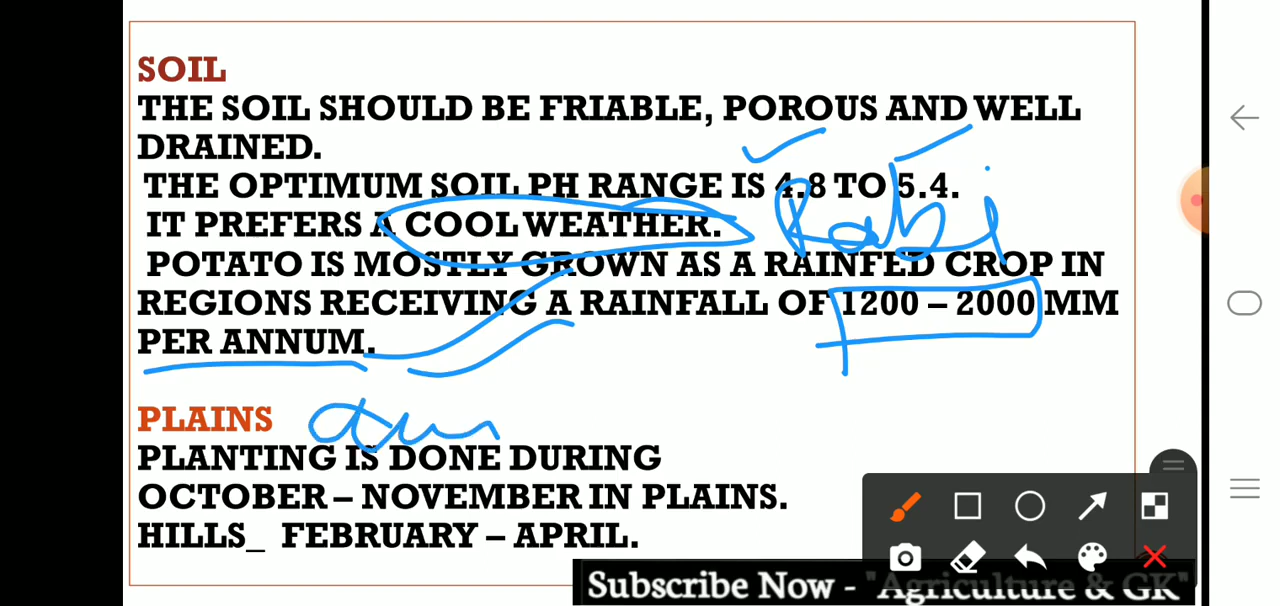 SOIL
THE SOIL SHOULD BE FRIABLE, POROUS AND WELL
DRAINED.
THE OPTIMUM SOIL PH RANGE IS 4.8 TO 5.4.
IT PREFERS A COOL WEATHER. Rabi
POTATO IS MOSTLY GROWN AS A RAINFED CROP IN
REGIONS RECEIVING A RAINFALL OF 1200 – 2000 MM
PER ANNUM.
PLAINS
PLANTING IS DONE DURING
OCTOBER – NOVEMBER IN PLAINS.
HILLS_ FEBRUARY – APRIL.
Subscribe Now - "Agriculture & GK"